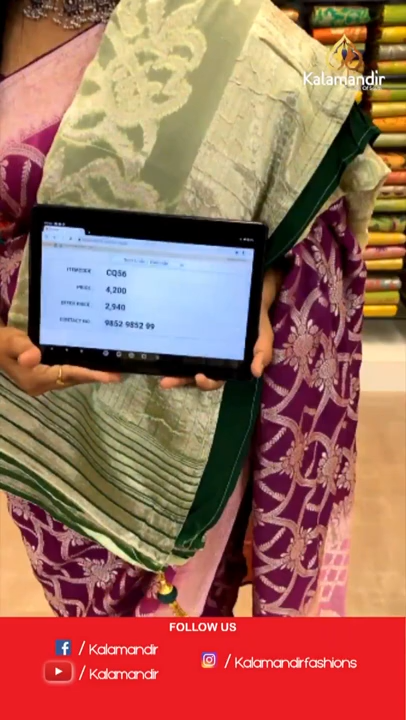 Kalamandir
ITEMCODE CQ56
PRICE 4,200
OFFER PRICE 2,940
CONTACT NO 9852 9852 99
FOLLOW US
/ Kalamandir
/ Kalamandirfashions
/ Kalamandir